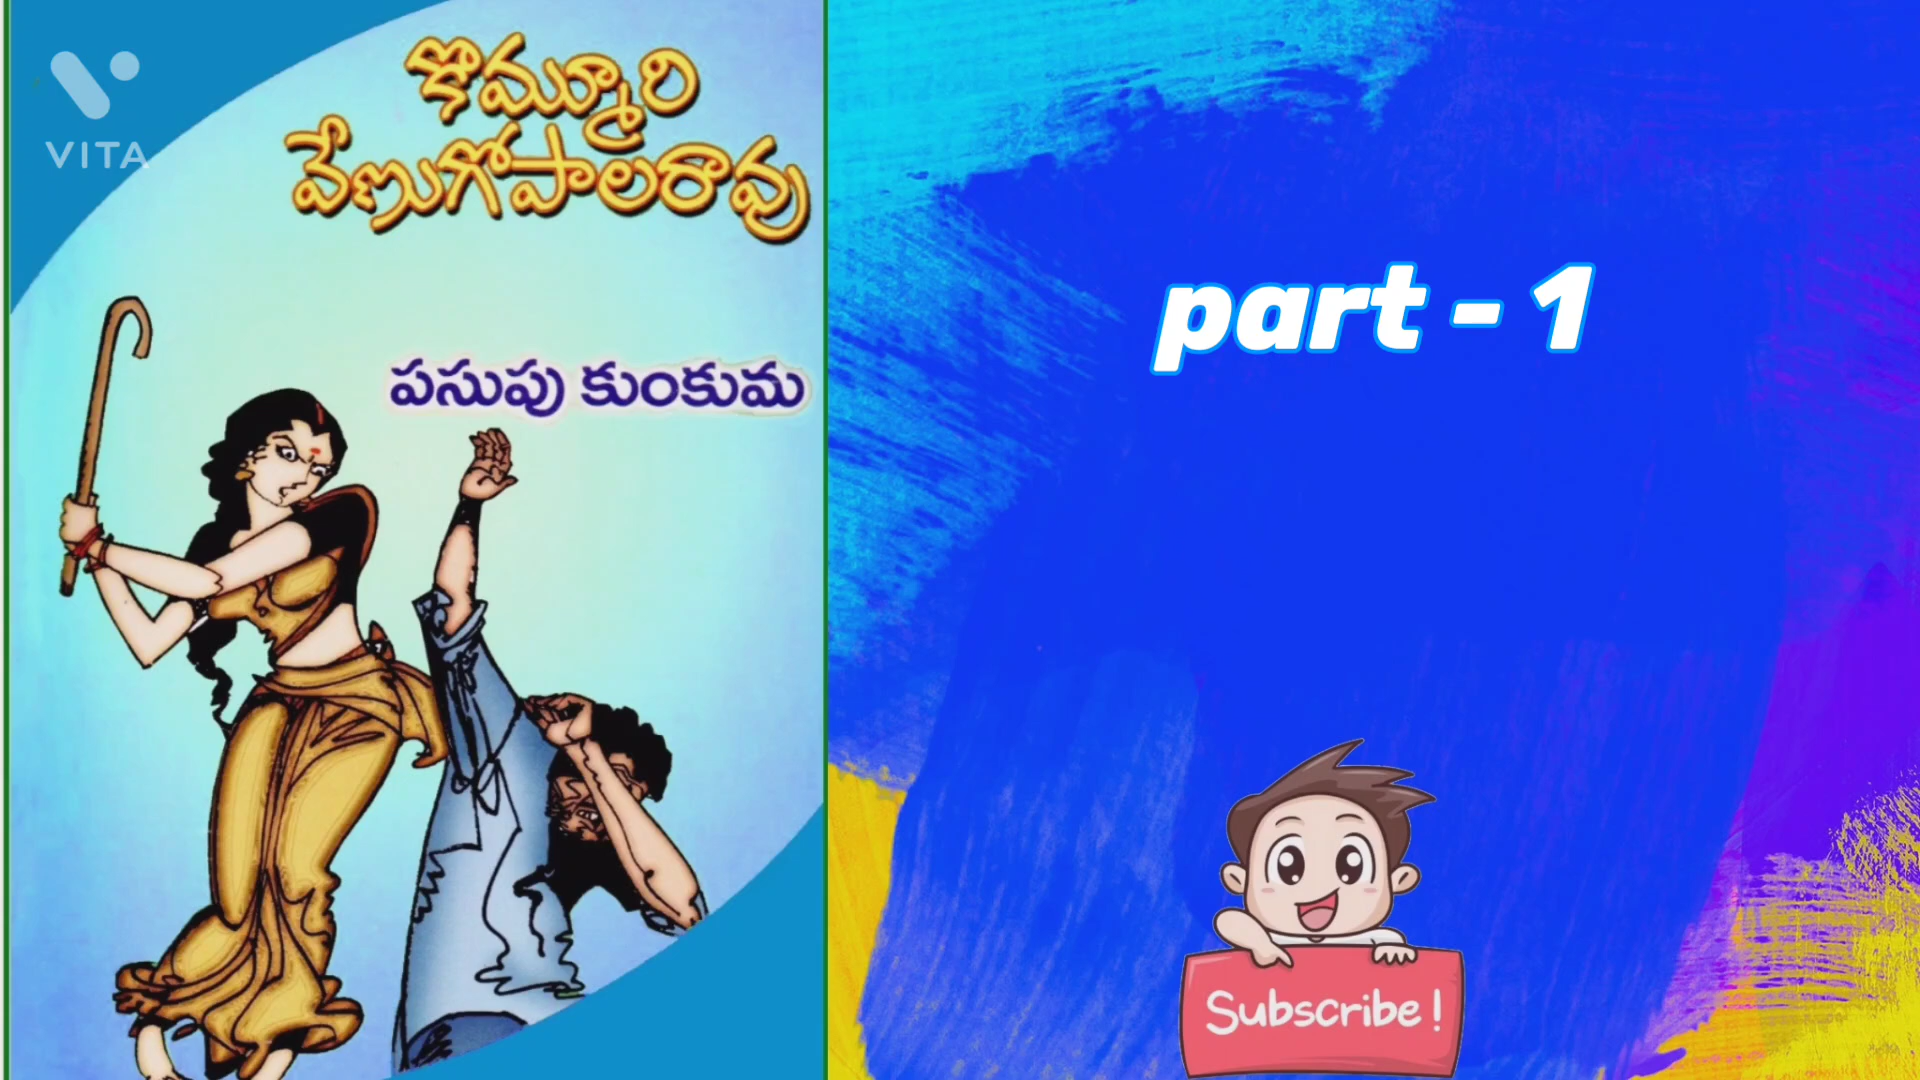 VITA
కొమ్మూరి
వేణుగోపాలరావు
పసుపు కుంకుమ
part - 1
Subscribe!